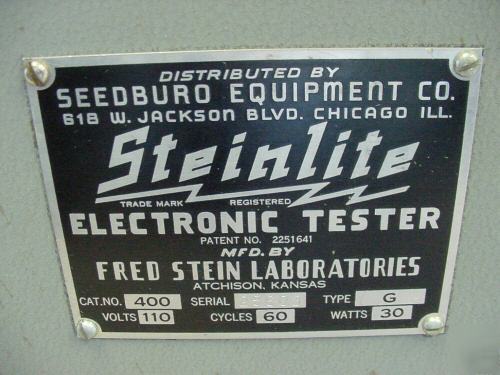 DISTRIBUTED BY
SEEDBURO EQUIPMENT CO.
618 W. JACKSON BLVD. CHICAGO ILL.
Steinlite
TRADE MARK REGISTERED
ELECTRONIC TESTER
PATENT NO. 2251641
MFD. BY
FRED STEIN LABORATORIES
ATCHISON, KANSAS
CAT.NO. 400 SERIAL TYPE G
VOLTS 110 CYCLES 60 WATTS 30